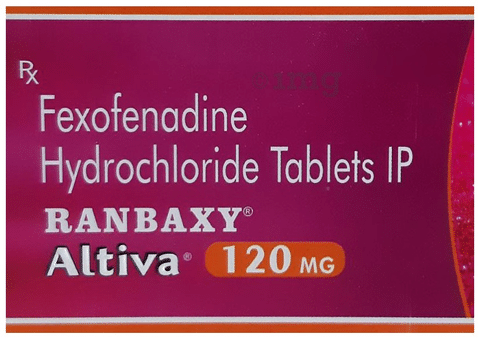 Rx
Fexofenadine
Hydrochloride Tablets IP
RANBAXY®
Altiva® 120 MG